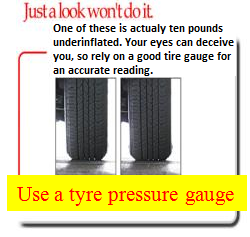 Just a look won't do it.
One of these is actualy ten pounds
underinflated. Your eyes can deceive
you, so rely on a good tire gauge for
an accurate reading.
Use a tyre pressure gauge